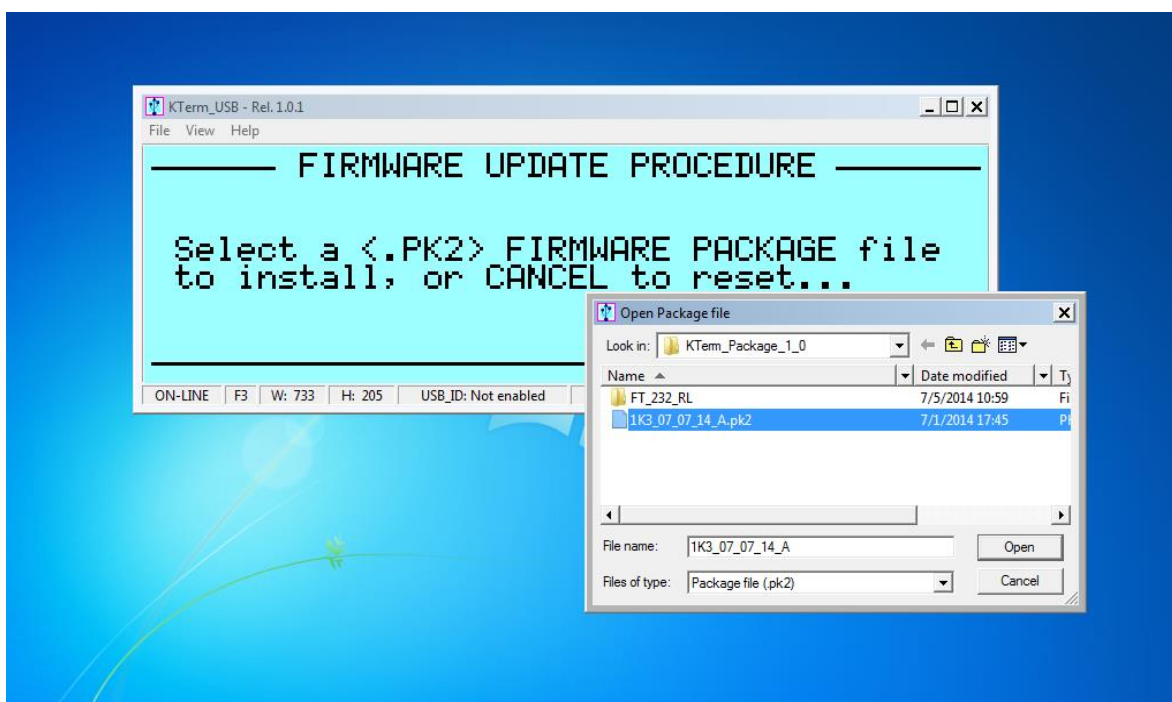 KTerm_USB - Rel. 1.0.1
File View Help
FIRMWARE UPDATE PROCEDURE
Select a <.PK2> FIRMWARE PACKAGE file
to install, or CANCEL to reset...
ON-LINE F3 W: 733 H: 205 USB_ID: Not enabled
Open Package file
Look in: KTerm_Package_1_0
Name Date modified
FT_232_RL 7/5/2014 10:59
1K3_07_07_14_A.pk2 7/1/2014 17:45
File name: 1K3_07_07_14_A Open
Files of type: Package file (.pk2) Cancel